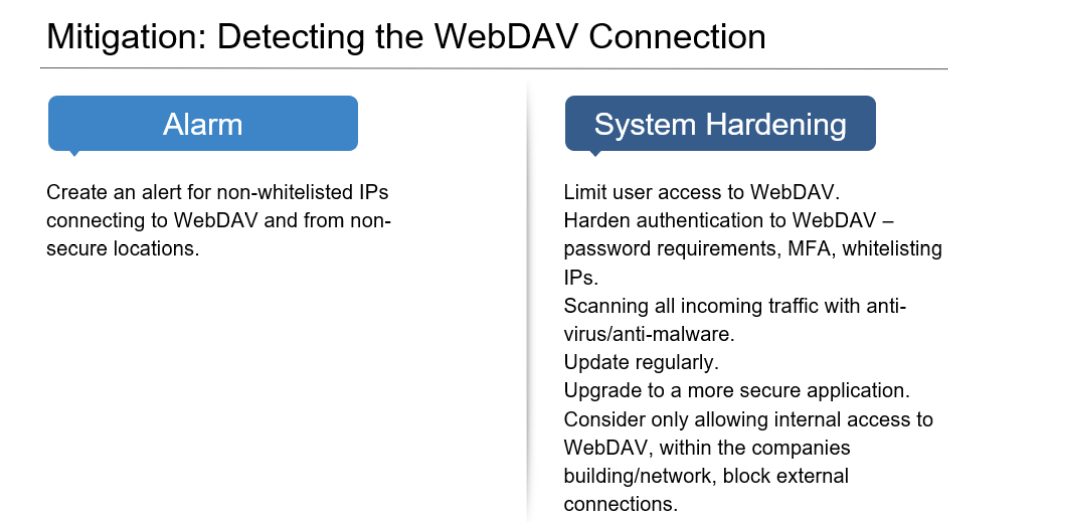 Mitigation: Detecting the WebDAV Connection
Alarm
Create an alert for non-whitelisted IPs
connecting to WebDAV and from non-
secure locations.
System Hardening
Limit user access to WebDAV.
Harden authentication to WebDAV –
password requirements, MFA, whitelisting
IPs.
Scanning all incoming traffic with anti-
virus/anti-malware.
Update regularly.
Upgrade to a more secure application.
Consider only allowing internal access to
WebDAV, within the companies
building/network, block external
connections.